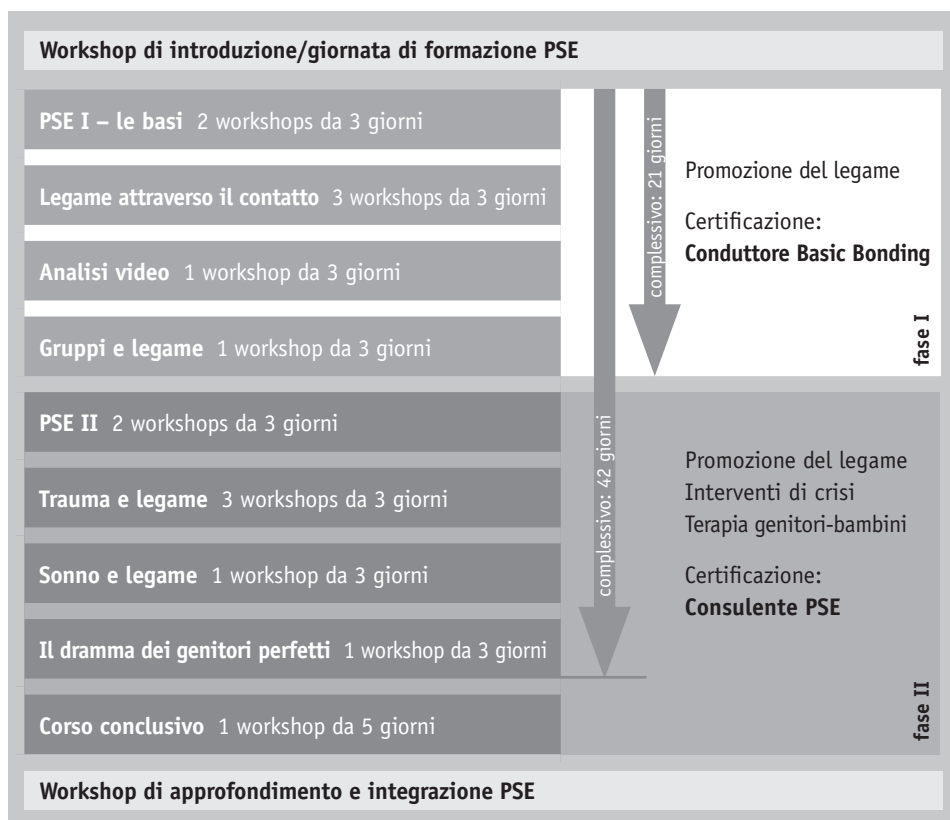 Workshop di introduzione/giornata di formazione PSE
PSE I – le basi 2 workshops da 3 giorni
Legame attraverso il contatto 3 workshops da 3 giorni
Analisi video 1 workshop da 3 giorni
Gruppi e legame 1 workshop da 3 giorni
complessivo: 21 giorni
Promozione del legame
Certificazione:
Conduttore Basic Bonding
fase I
PSE II 2 workshops da 3 giorni
Trauma e legame 3 workshops da 3 giorni
Sonno e legame 1 workshop da 3 giorni
Il dramma dei genitori perfetti 1 workshop da 3 giorni
Corso conclusivo 1 workshop da 5 giorni
complessivo: 42 giorni
Promozione del legame
Interventi di crisi
Terapia genitori-bambini
Certificazione:
Consulente PSE
fase II
Workshop di approfondimento e integrazione PSE